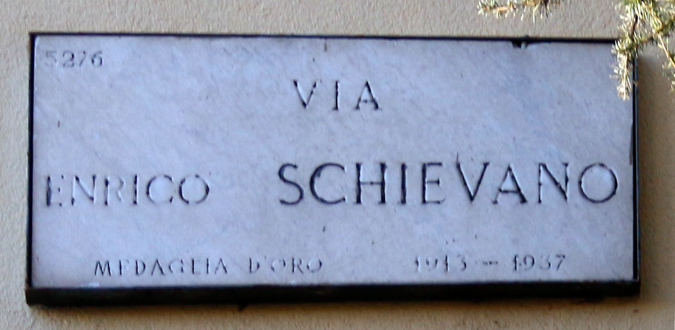 5276
VIA
ENRICO SCHIEVANO
MEDAGLIA D'ORO 1913 - 1937